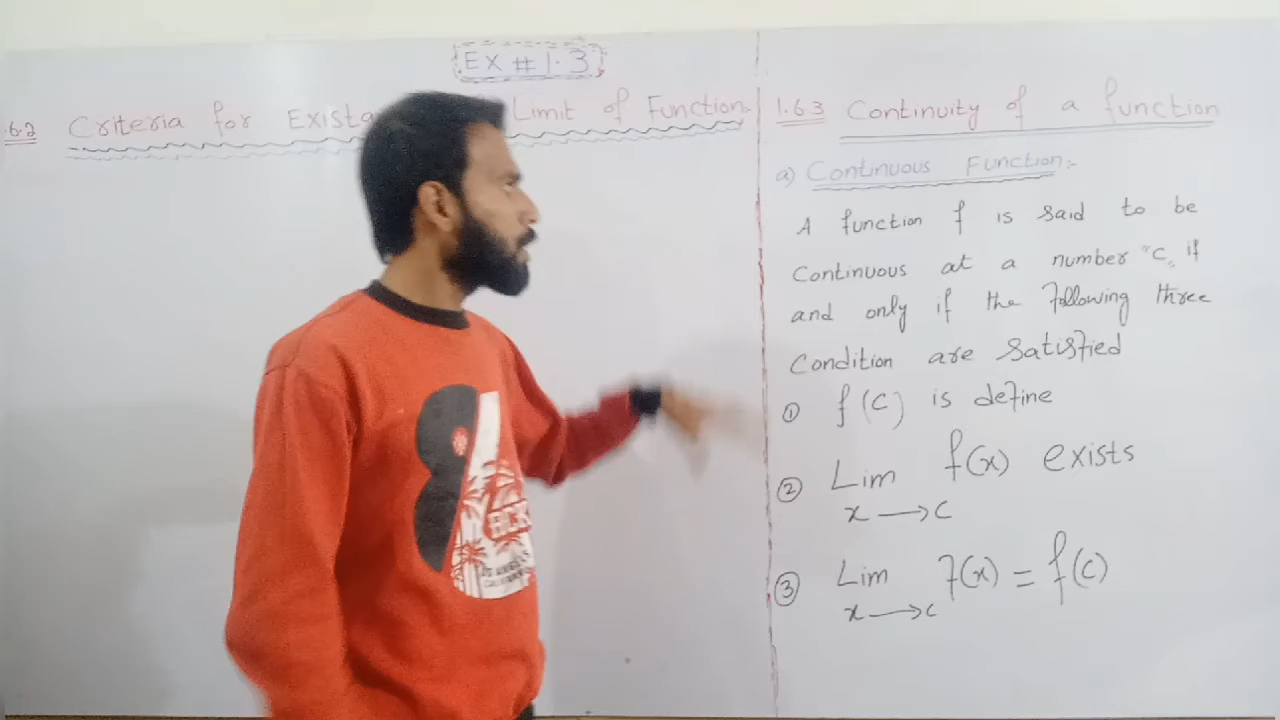 EX # 1.3
.6.2 Criteria for Exista Limit of Function.
1.6.3 Continuity of a function
a) Continuous Function:-
A function f is said to be
Continuous at a number "C" if
and only if the following three
Condition are satisfied
① f(C) is define
② Lim f(x) exists
x → C
③ Lim f(x) = f(C)
x → c